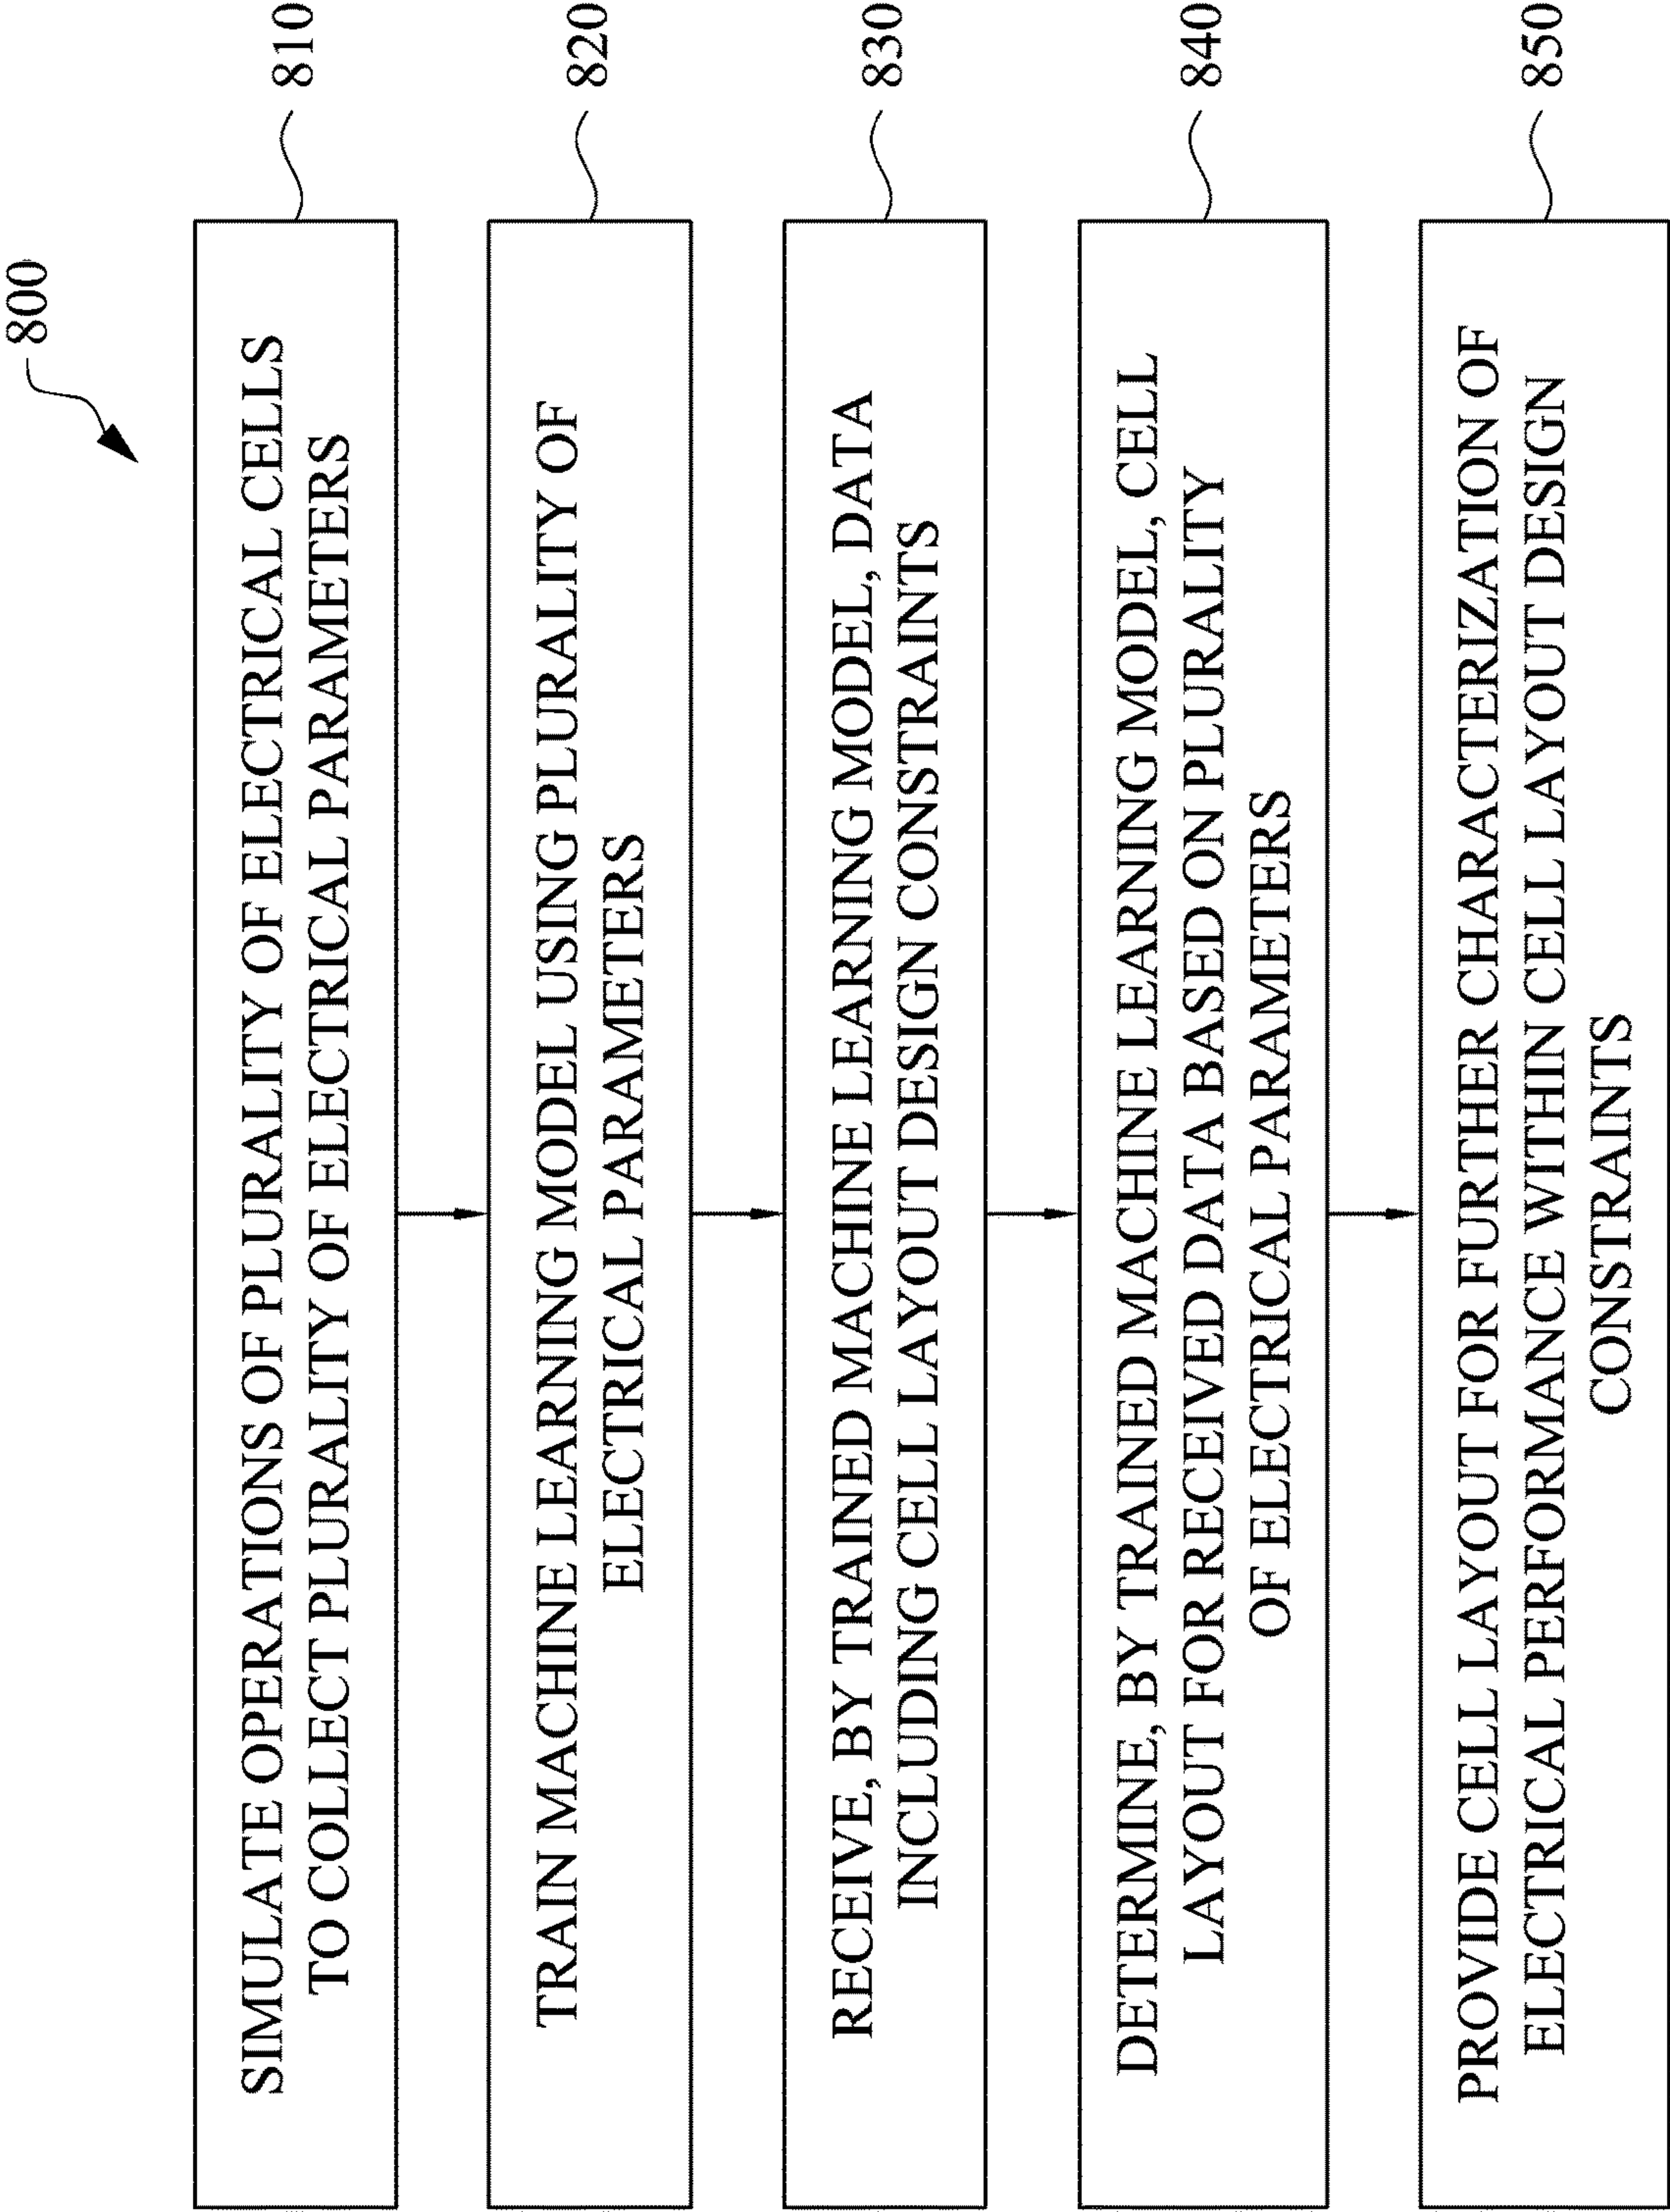 800
SIMULATE OPERATIONS OF PLURALITY OF ELECTRICAL CELLS
TO COLLECT PLURALITY OF ELECTRICAL PARAMETERS
810
TRAIN MACHINE LEARNING MODEL USING PLURALITY OF
ELECTRICAL PARAMETERS
820
RECEIVE, BY TRAINED MACHINE LEARNING MODEL, DATA
INCLUDING CELL LAYOUT DESIGN CONSTRAINTS
830
DETERMINE, BY TRAINED MACHINE LEARNING MODEL, CELL
LAYOUT FOR RECEIVED DATA BASED ON PLURALITY
OF ELECTRICAL PARAMETERS
840
PROVIDE CELL LAYOUT FOR FURTHER CHARACTERIZATION OF
ELECTRICAL PERFORMANCE WITHIN CELL LAYOUT DESIGN
CONSTRAINTS
850